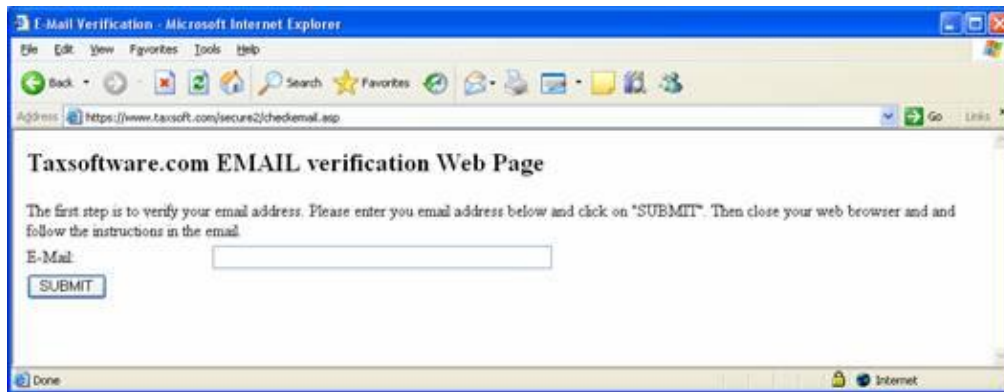 E-Mail Verification - Microsoft Internet Explorer
File Edit View Favorites Tools Help
Back Search Favorites
Address https://www.taxsoft.com/secure2/checkemail.asp Go Links
Taxsoftware.com EMAIL verification Web Page
The first step is to verify your email address. Please enter you email address below and click on "SUBMIT". Then close your web browser and and
follow the instructions in the email.
E-Mail:
SUBMIT
Done Internet